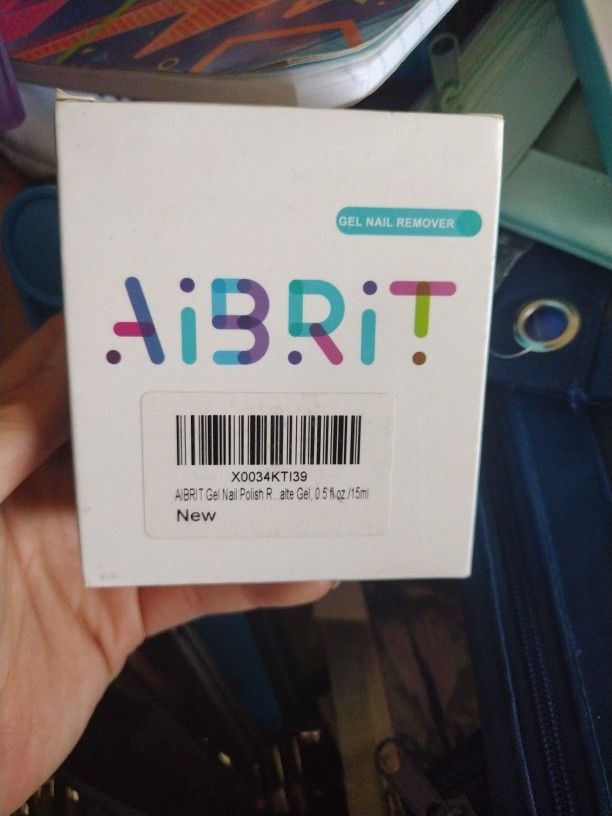 GEL NAIL REMOVER
AiBRiT
X0034KTI39
AIBRIT Gel Nail Polish R...alte Gel, 0.5 fl.oz./15ml
New